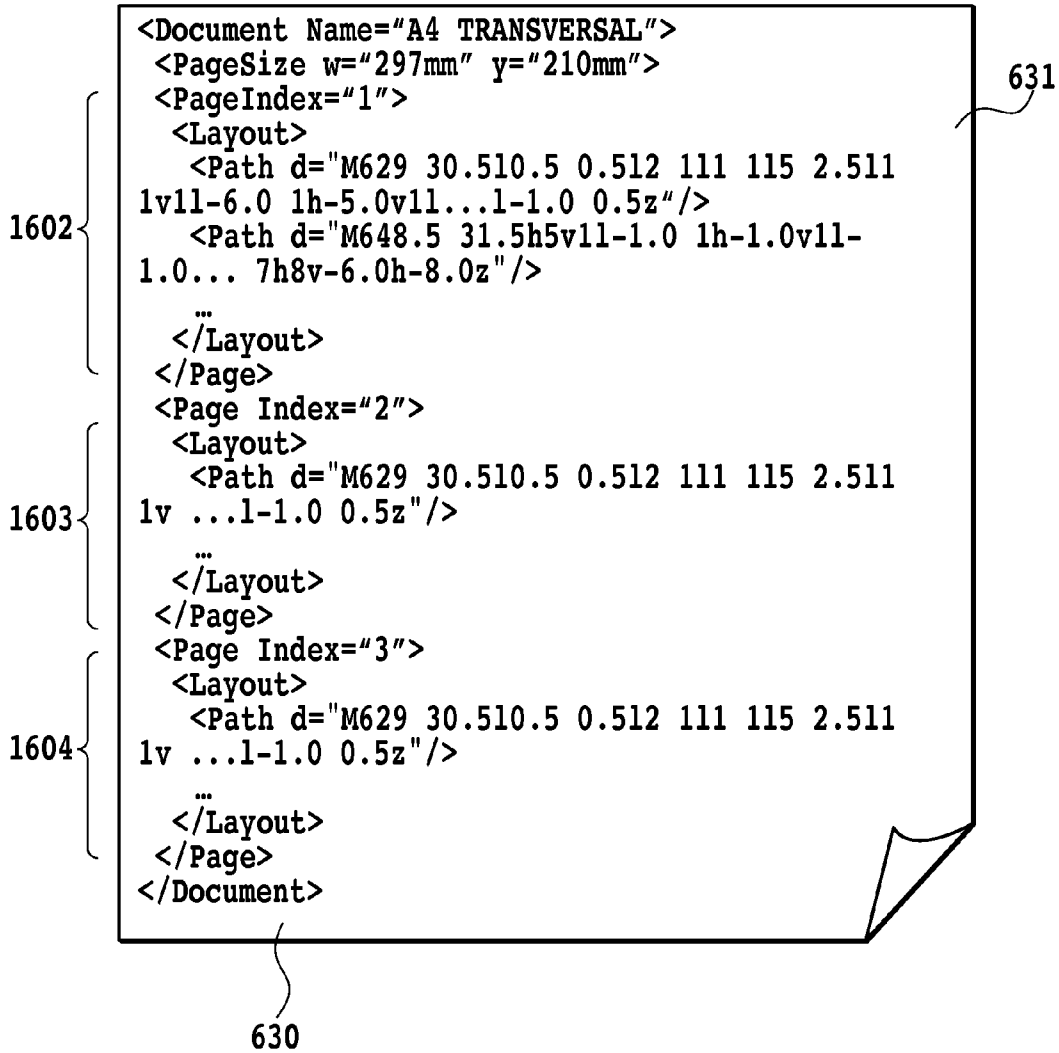 <Document Name="A4 TRANSVERSAL">
<PageSize w="297mm" y="210mm">
<PageIndex="1">
<Layout>
<Path d="M629 30.510.5 0.512 111 115 2.511
1v11-6.0 1h-5.0v11...l-1.0 0.5z"/>
<Path d="M648.5 31.5h5v11-1.0 1h-1.0v11-
1.0... 7h8v-6.0h-8.0z"/>
…
</Layout>
</Page>
<Page Index="2">
<Layout>
<Path d="M629 30.510.5 0.512 111 115 2.511
1v ...l-1.0 0.5z"/>
…
</Layout>
</Page>
<Page Index="3">
<Layout>
<Path d="M629 30.510.5 0.512 111 115 2.511
1v ...l-1.0 0.5z"/>
…
</Layout>
</Page>
</Document>
631
1602
1603
1604
630